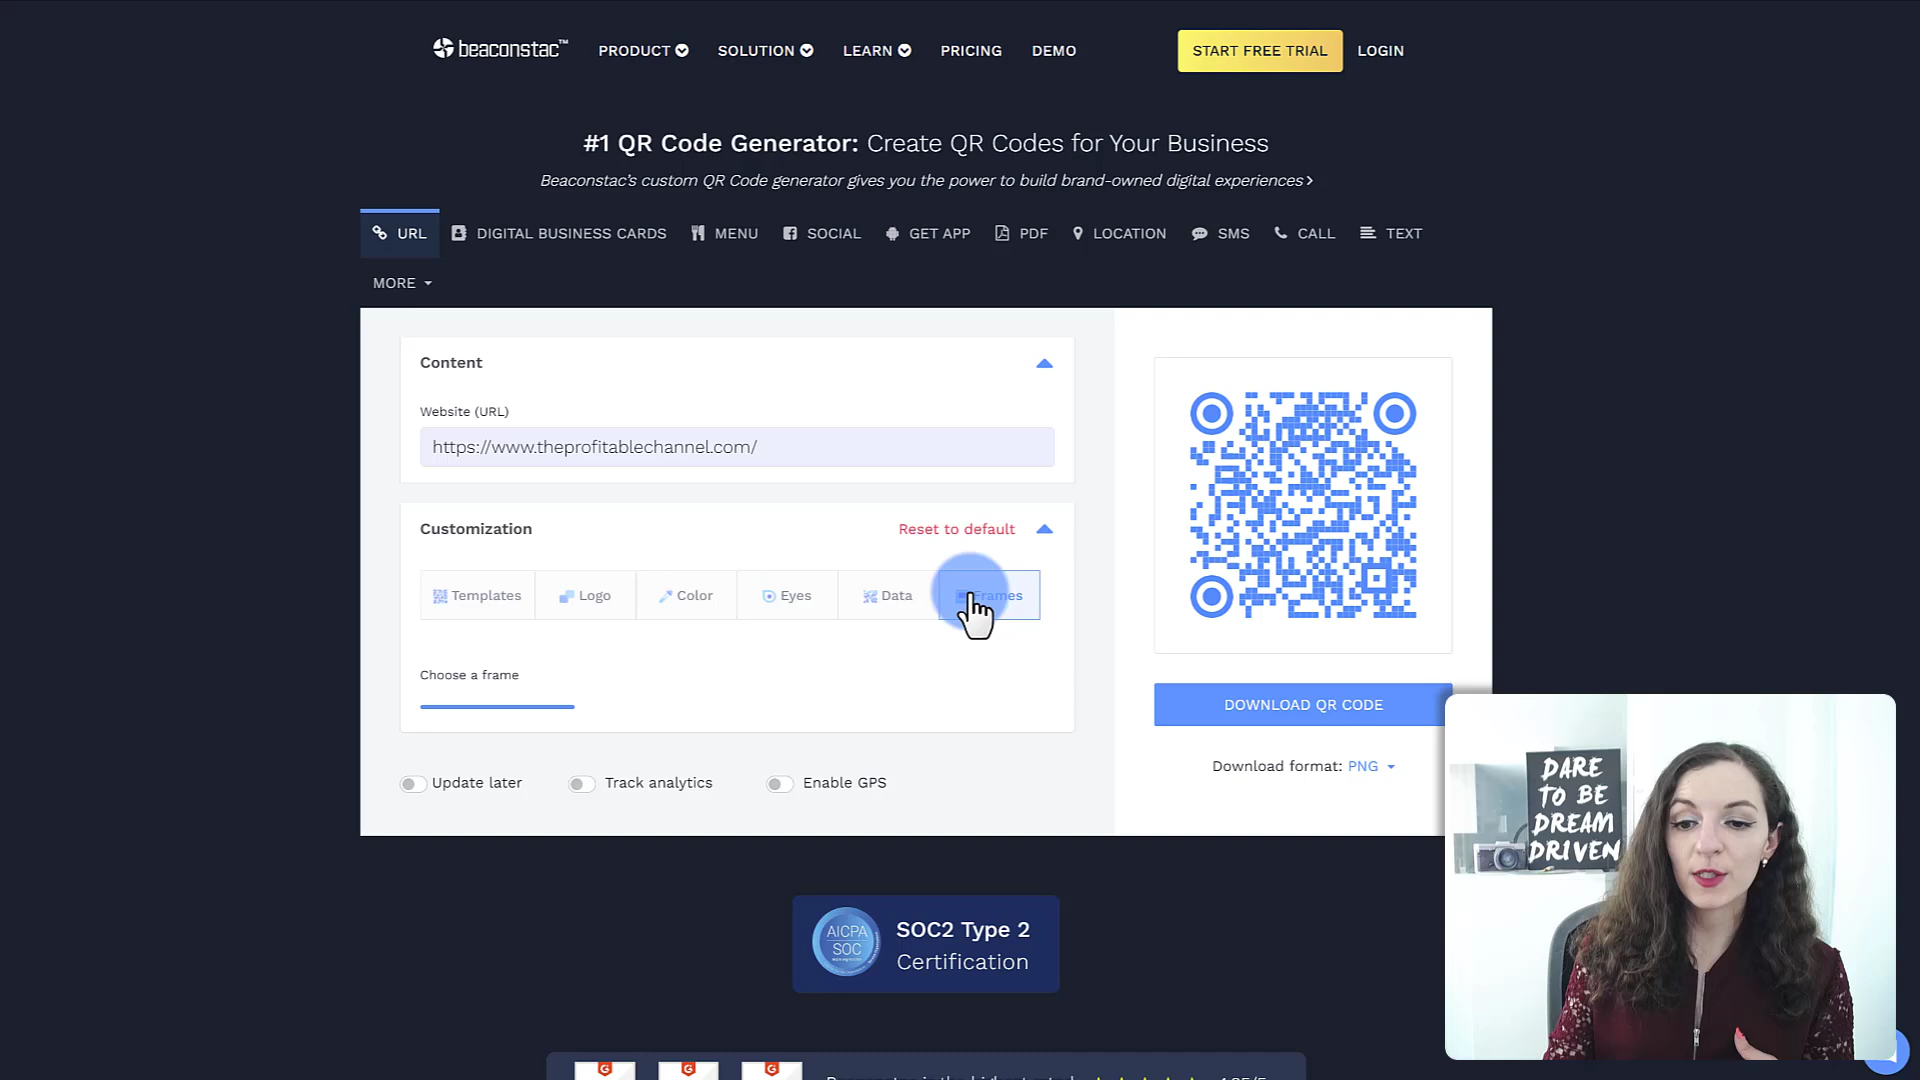 beaconstac™ PRODUCT SOLUTION LEARN PRICING DEMO START FREE TRIAL LOGIN
#1 QR Code Generator: Create QR Codes for Your Business
Beaconstac's custom QR Code generator gives you the power to build brand-owned digital experiences
URL DIGITAL BUSINESS CARDS MENU SOCIAL GET APP PDF LOCATION SMS CALL TEXT
MORE
Content
Website (URL)
https://www.theprofitablechannel.com/
Customization Reset to default
Templates Logo Color Eyes Data Frames
Choose a frame
DOWNLOAD QR CODE
Download format: PNG
Update later Track analytics Enable GPS
DARE
TO BE
DREAM
DRIVEN
AICPA
SOC
SOC2 Type 2
Certification